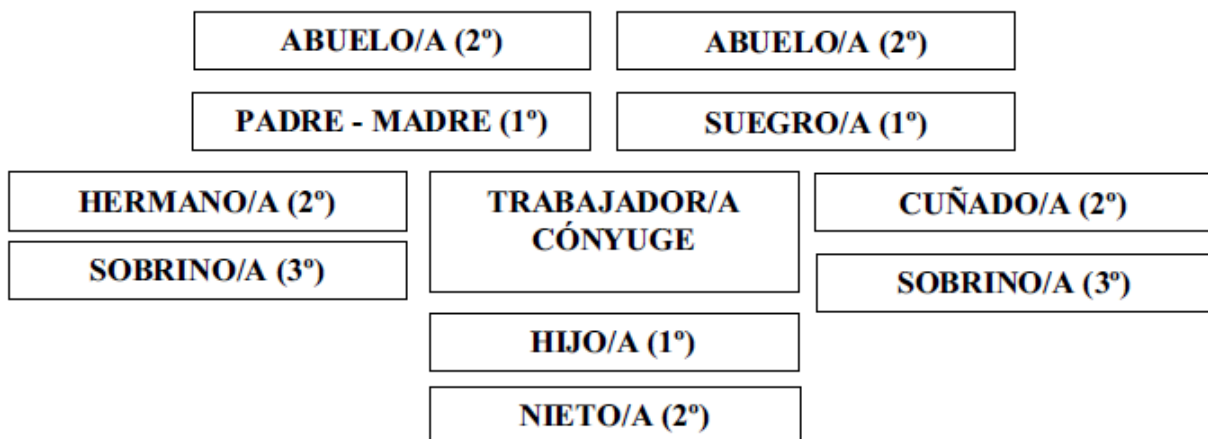 ABUELO/A (2º)
ABUELO/A (2º)
PADRE - MADRE (1º)
SUEGRO/A (1º)
HERMANO/A (2º)
TRABAJADOR/A
CÓNYUGE
CUÑADO/A (2º)
SOBRINO/A (3º)
SOBRINO/A (3º)
HIJO/A (1º)
NIETO/A (2º)